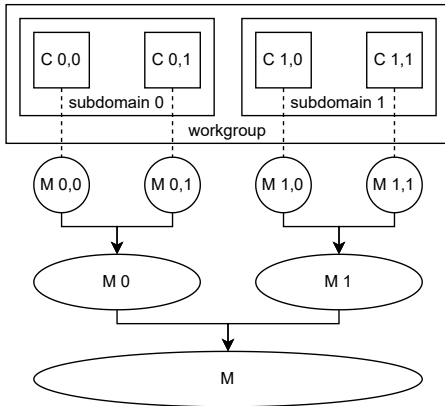 C 0,0
C 0,1
C 1,0
C 1,1
subdomain 0
subdomain 1
workgroup
M 0,0
M 0,1
M 1,0
M 1,1
M 0
M 1
M